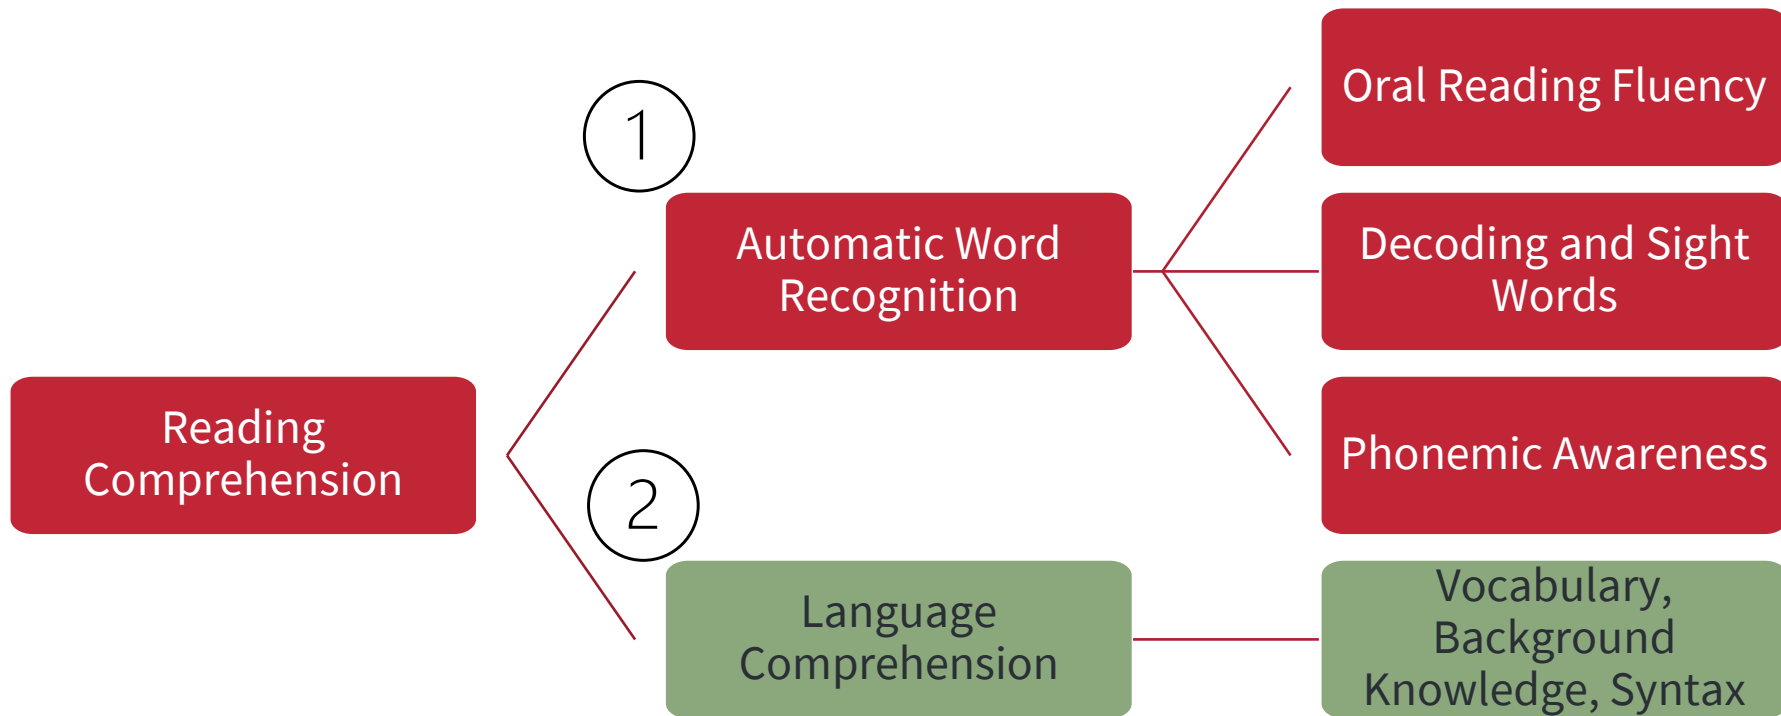 Oral Reading Fluency
1
Automatic Word
Recognition
Decoding and Sight
Words
Reading
Comprehension
Phonemic Awareness
2
Language
Comprehension
Vocabulary,
Background
Knowledge, Syntax